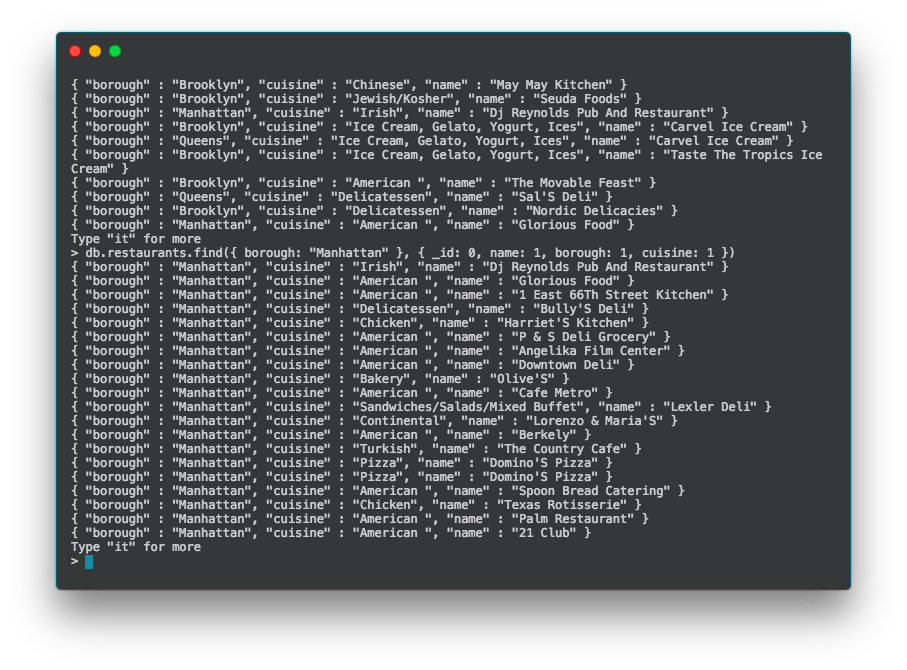 { "borough" : "Brooklyn", "cuisine" : "Chinese", "name" : "May May Kitchen" }
{ "borough" : "Brooklyn", "cuisine" : "Jewish/Kosher", "name" : "Seuda Foods" }
{ "borough" : "Manhattan", "cuisine" : "Irish", "name" : "Dj Reynolds Pub And Restaurant" }
{ "borough" : "Brooklyn", "cuisine" : "Ice Cream, Gelato, Yogurt, Ices", "name" : "Carvel Ice Cream" }
{ "borough" : "Queens", "cuisine" : "Ice Cream, Gelato, Yogurt, Ices", "name" : "Carvel Ice Cream" }
{ "borough" : "Brooklyn", "cuisine" : "Ice Cream, Gelato, Yogurt, Ices", "name" : "Taste The Tropics Ice
Cream" }
{ "borough" : "Brooklyn", "cuisine" : "American ", "name" : "The Movable Feast" }
{ "borough" : "Queens", "cuisine" : "Delicatessen", "name" : "Sal'S Deli" }
{ "borough" : "Brooklyn", "cuisine" : "Delicatessen", "name" : "Nordic Delicacies" }
{ "borough" : "Manhattan", "cuisine" : "American ", "name" : "Glorious Food" }
Type "it" for more
> db.restaurants.find({ borough: "Manhattan" }, { _id: 0, name: 1, borough: 1, cuisine: 1 })
{ "borough" : "Manhattan", "cuisine" : "Irish", "name" : "Dj Reynolds Pub And Restaurant" }
{ "borough" : "Manhattan", "cuisine" : "American ", "name" : "Glorious Food" }
{ "borough" : "Manhattan", "cuisine" : "American ", "name" : "1 East 66Th Street Kitchen" }
{ "borough" : "Manhattan", "cuisine" : "Delicatessen", "name" : "Bully'S Deli" }
{ "borough" : "Manhattan", "cuisine" : "Chicken", "name" : "Harriet'S Kitchen" }
{ "borough" : "Manhattan", "cuisine" : "American ", "name" : "P & S Deli Grocery" }
{ "borough" : "Manhattan", "cuisine" : "American ", "name" : "Angelika Film Center" }
{ "borough" : "Manhattan", "cuisine" : "American ", "name" : "Downtown Deli" }
{ "borough" : "Manhattan", "cuisine" : "Bakery", "name" : "Olive'S" }
{ "borough" : "Manhattan", "cuisine" : "American ", "name" : "Cafe Metro" }
{ "borough" : "Manhattan", "cuisine" : "Sandwiches/Salads/Mixed Buffet", "name" : "Lexler Deli" }
{ "borough" : "Manhattan", "cuisine" : "Continental", "name" : "Lorenzo & Maria'S" }
{ "borough" : "Manhattan", "cuisine" : "American ", "name" : "Berkely" }
{ "borough" : "Manhattan", "cuisine" : "Turkish", "name" : "The Country Cafe" }
{ "borough" : "Manhattan", "cuisine" : "Pizza", "name" : "Domino'S Pizza" }
{ "borough" : "Manhattan", "cuisine" : "Pizza", "name" : "Domino'S Pizza" }
{ "borough" : "Manhattan", "cuisine" : "American ", "name" : "Spoon Bread Catering" }
{ "borough" : "Manhattan", "cuisine" : "Chicken", "name" : "Texas Rotisserie" }
{ "borough" : "Manhattan", "cuisine" : "American ", "name" : "Palm Restaurant" }
{ "borough" : "Manhattan", "cuisine" : "American ", "name" : "21 Club" }
Type "it" for more
>